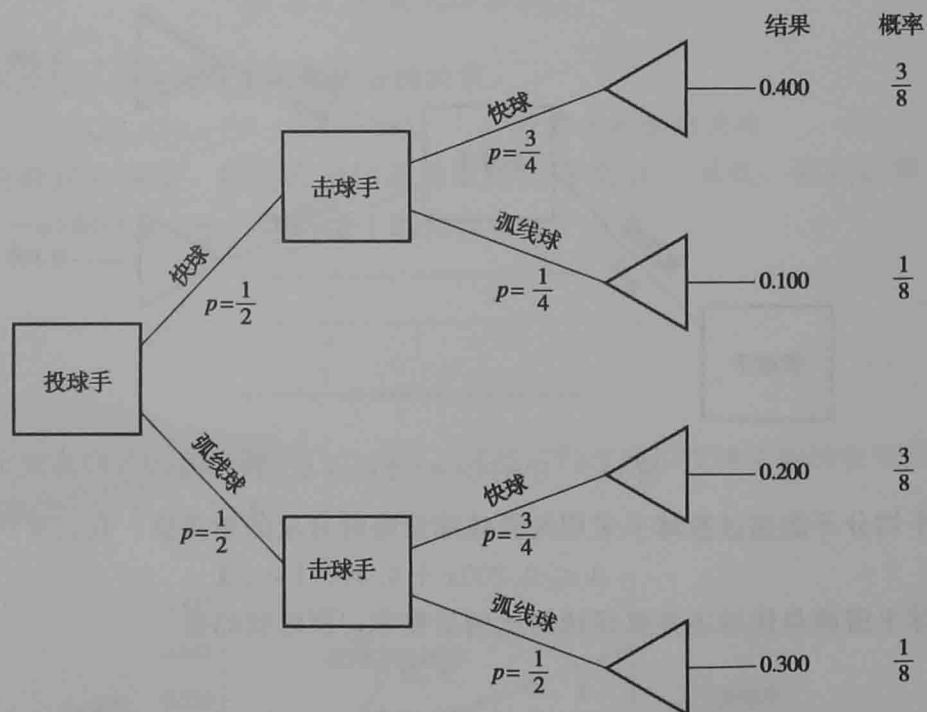 结果 概率
快球 p=3/4 0.400 3/8
击球手
快球 p=1/2
弧线球 p=1/4 0.100 1/8
投球手
弧线球 p=1/2
快球 p=3/4 0.200 3/8
击球手
弧线球 p=1/2 0.300 1/8